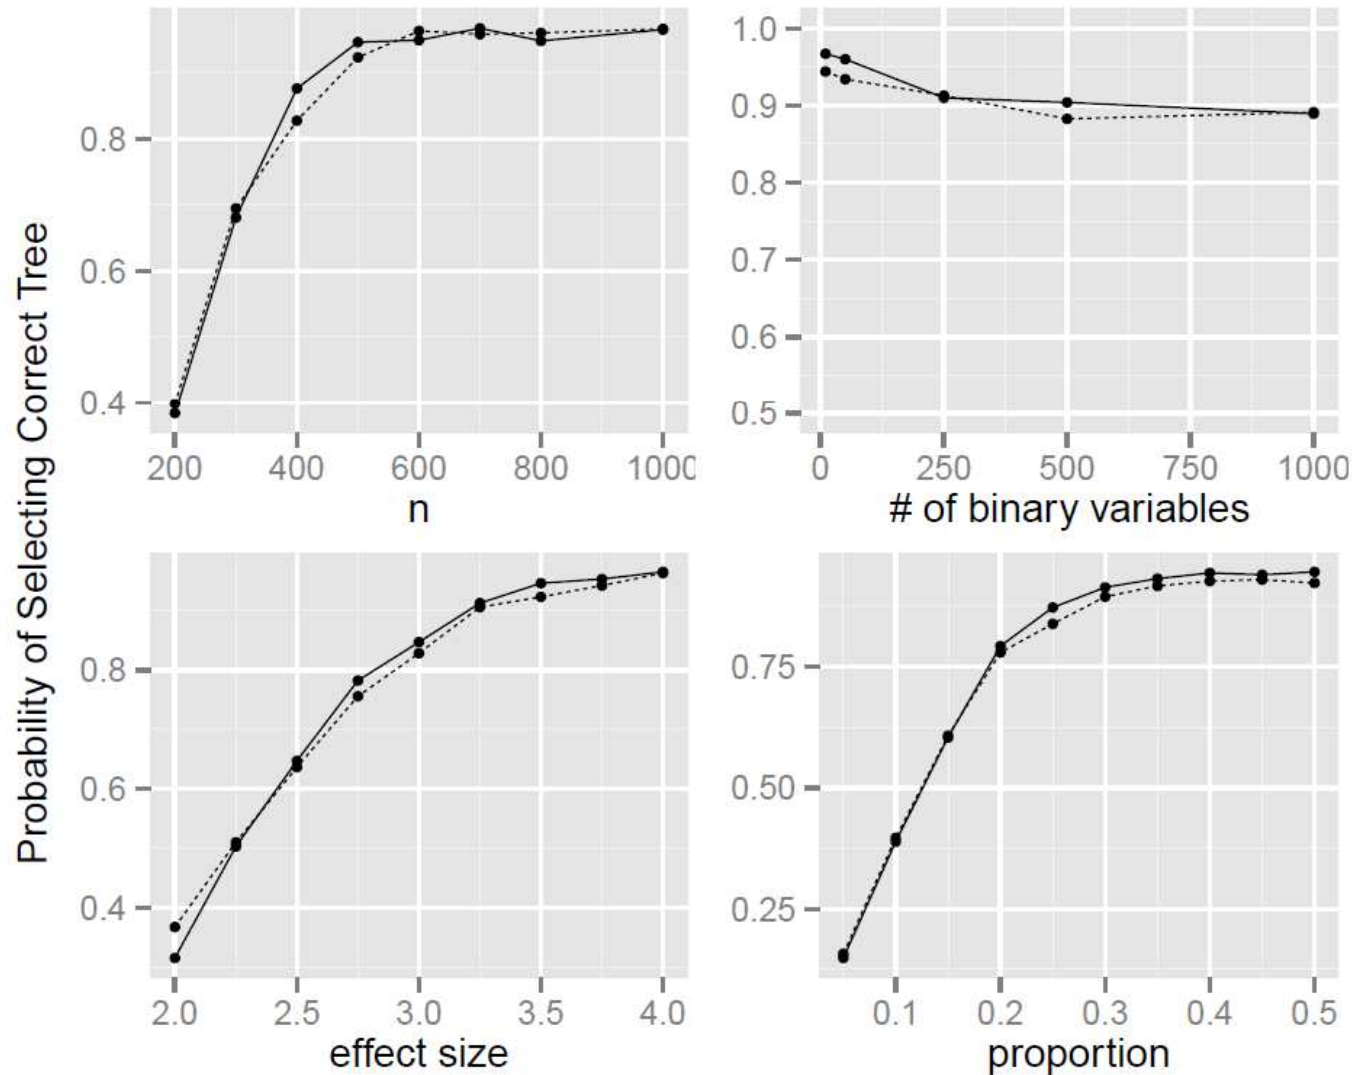 Probability of Selecting Correct Tree
0.8
0.6
0.4
200 400 600 800 1000
n
1.0
0.9
0.8
0.7
0.6
0.5
0 250 500 750 1000
# of binary variables
0.8
0.6
0.4
2.0 2.5 3.0 3.5 4.0
effect size
0.75
0.50
0.25
0.1 0.2 0.3 0.4 0.5
proportion